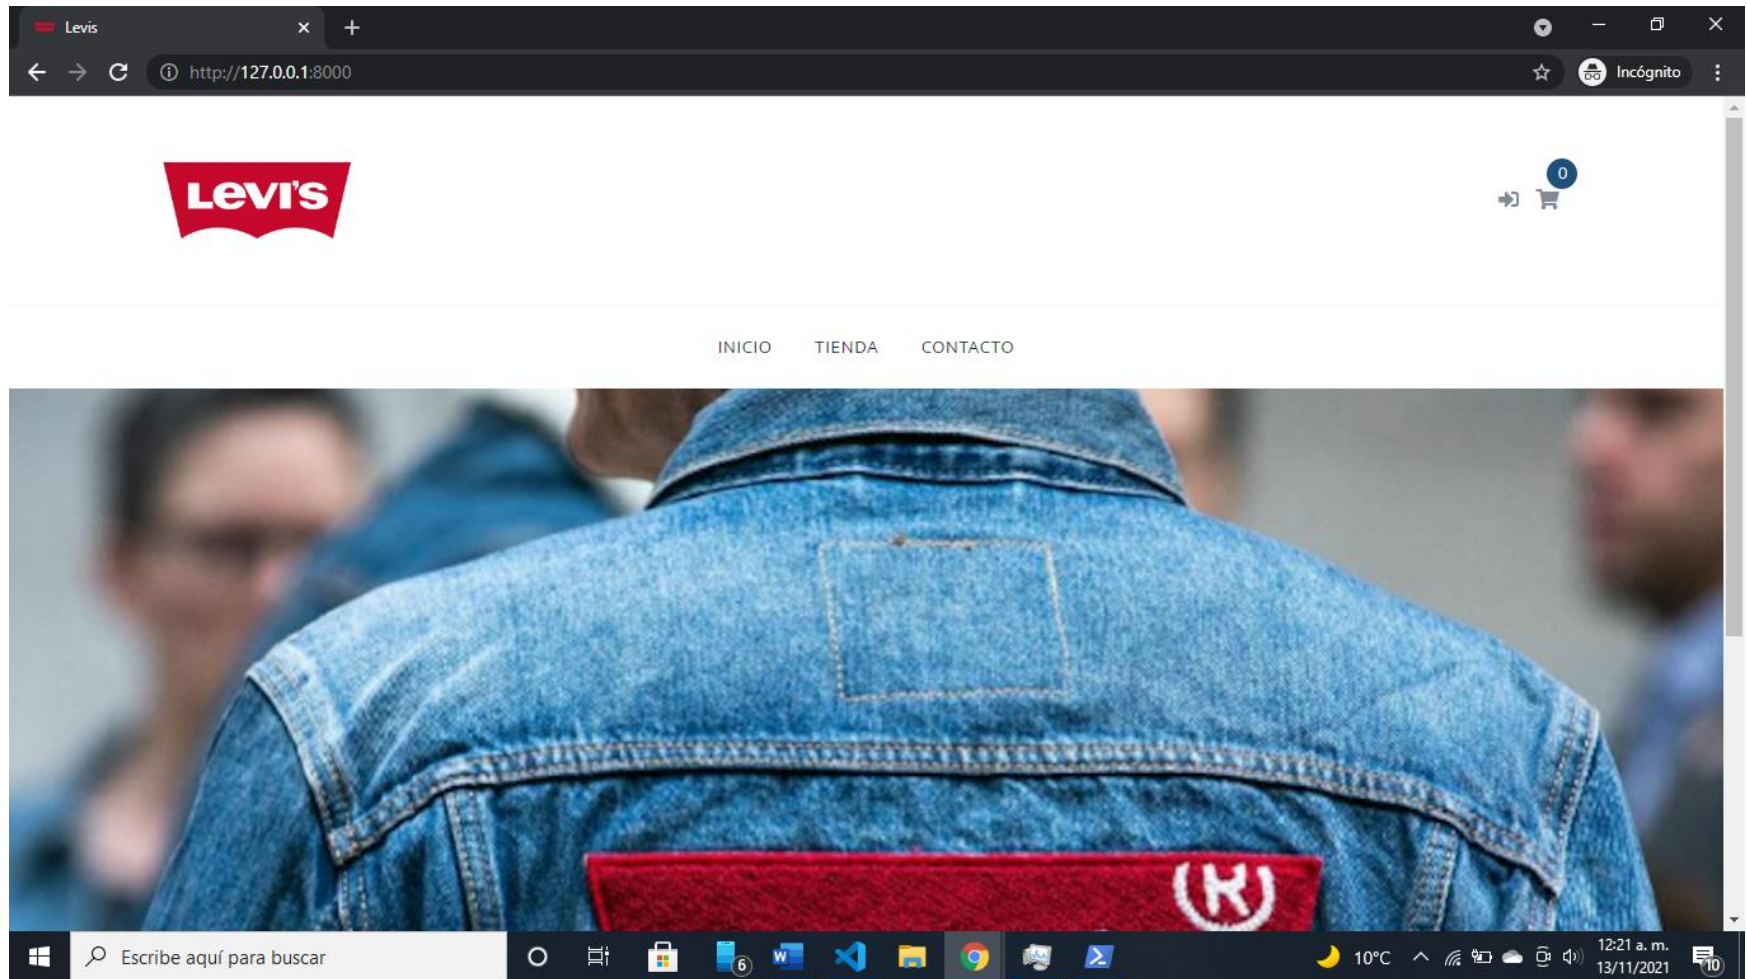 Levis
http://127.0.0.1:8000
Incógnito
LEVI'S
0
INICIO TIENDA CONTACTO
R
Escribe aquí para buscar
6
10°C
12:21 a. m.
13/11/2021
10